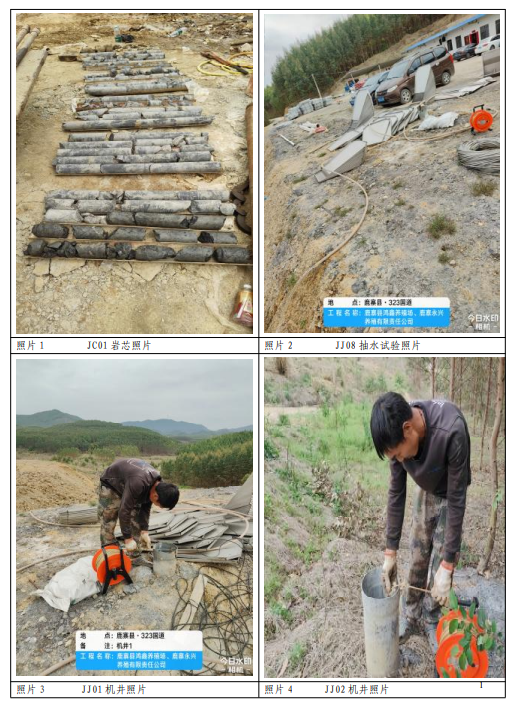 地 点：鹿寨县·323国道
工程名称：鹿寨县鸿鑫养殖场、鹿寨永兴
养殖有限责任公司
今日水印
相机
照片 1 JC01 岩芯照片
照片 2 JJ08 抽水试验照片
地 点：鹿寨县·323国道
备 注：机井1
工程名称：鹿寨县鸿鑫养殖场、鹿寨永兴
养殖有限责任公司
今日水印
相机
照片 3 JJ01 机井照片
照片 4 JJ02 机井照片
1